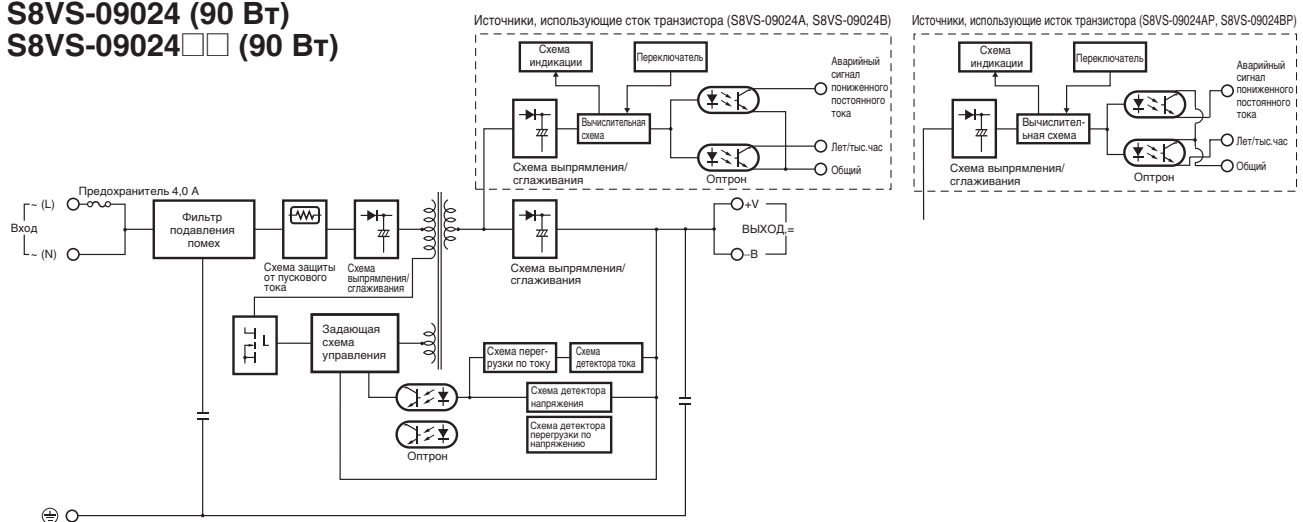 S8VS-09024 (90 Вт)
S8VS-09024□□ (90 Вт)
Источники, использующие сток транзистора (S8VS-09024A, S8VS-09024B)
Схема
индикации
Переключатель
Аварийный
сигнал
пониженного
постоянного
тока
Вычислительная
схема
Лет/тыс.час
Общий
Схема выпрямления/
сглаживания
Оптрон
Источники, использующие исток транзистора (S8VS-09024AP, S8VS-09024BP)
Схема
индикации
Переключатель
Аварийный
сигнал
пониженного
постоянного
тока
Вычислител-
ьная схема
Лет/тыс.час
Общий
Схема выпрямления/
сглаживания
Оптрон
Предохранитель 4,0 А
~ (L)
Вход
~ (N)
Фильтр
подавления
помех
Схема защиты
от пускового
тока
Схема
выпрямления/
сглаживания
Схема выпрямления/
сглаживания
+V
ВЫХОД,=
–В
Задающая
схема
управления
Схема перег-
рузки по току
Схема
детектора тока
Схема детектора
напряжения
Схема детектора
перегрузки по
напряжению
Оптрон